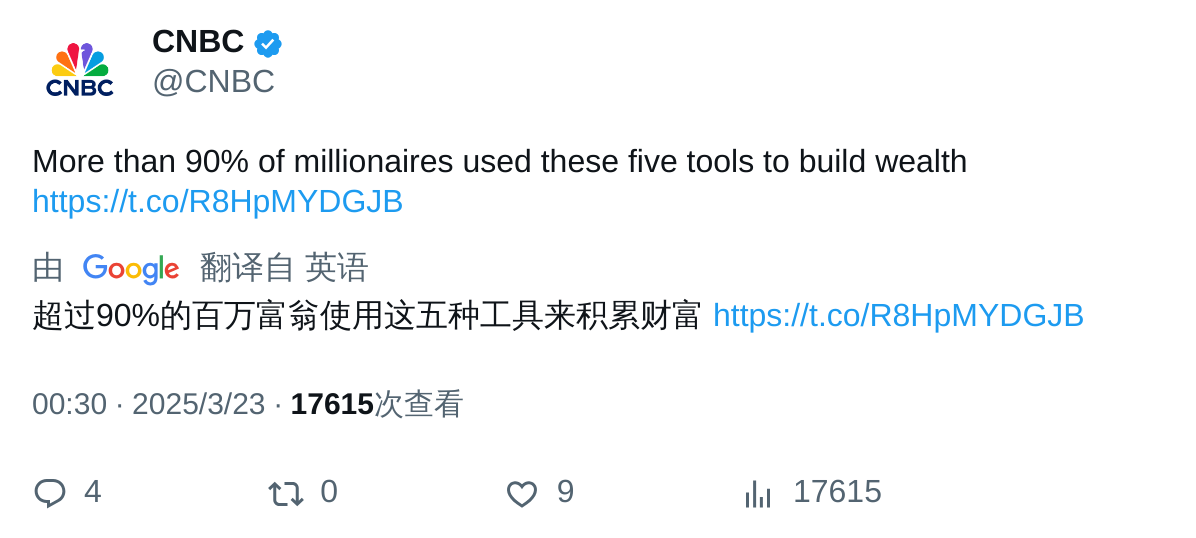 CNBC
CNBC
@CNBC
More than 90% of millionaires used these five tools to build wealth
https://t.co/R8HpMYDGJB
由 Google 翻译自 英语
超过90%的百万富翁使用这五种工具来积累财富 https://t.co/R8HpMYDGJB
00:30 · 2025/3/23 · 17615次查看
4 0 9 17615